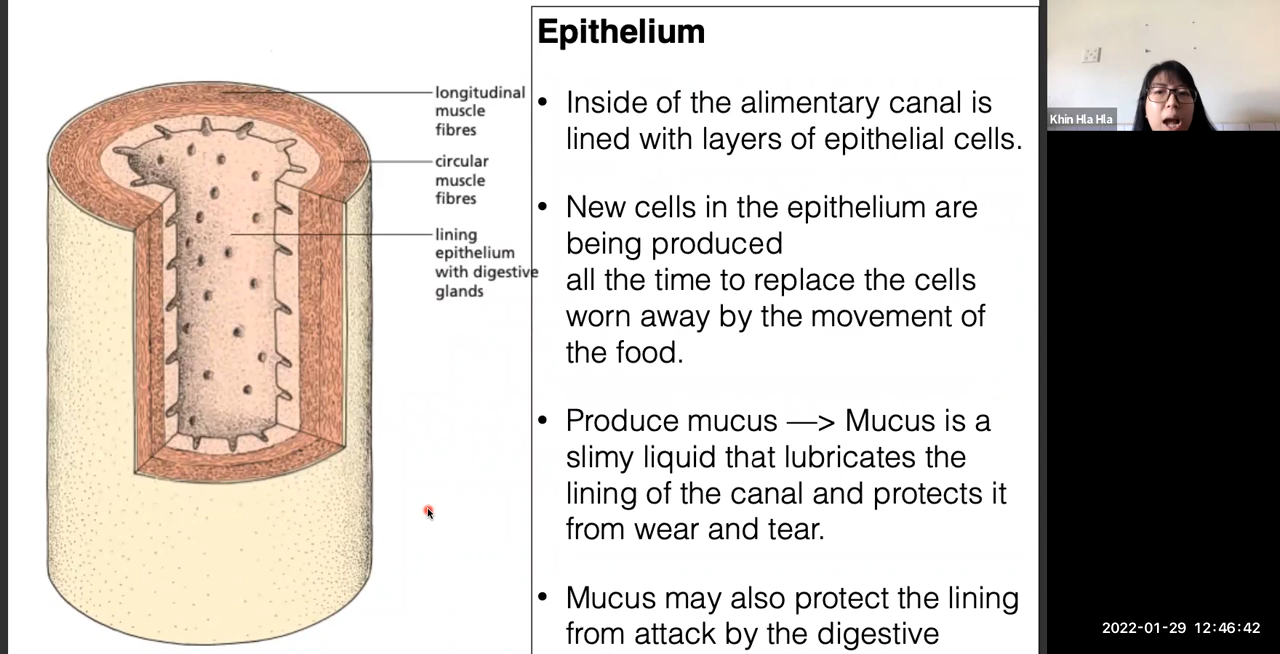 longitudinal
muscle
fibres
circular
muscle
fibres
lining
epithelium
with digestive
glands
Epithelium
• Inside of the alimentary canal is
lined with layers of epithelial cells.
• New cells in the epithelium are
being produced
all the time to replace the cells
worn away by the movement of
the food.
• Produce mucus —> Mucus is a
slimy liquid that lubricates the
lining of the canal and protects it
from wear and tear.
• Mucus may also protect the lining
from attack by the digestive
Khin Hla Hla
2022-01-29 12:46:42